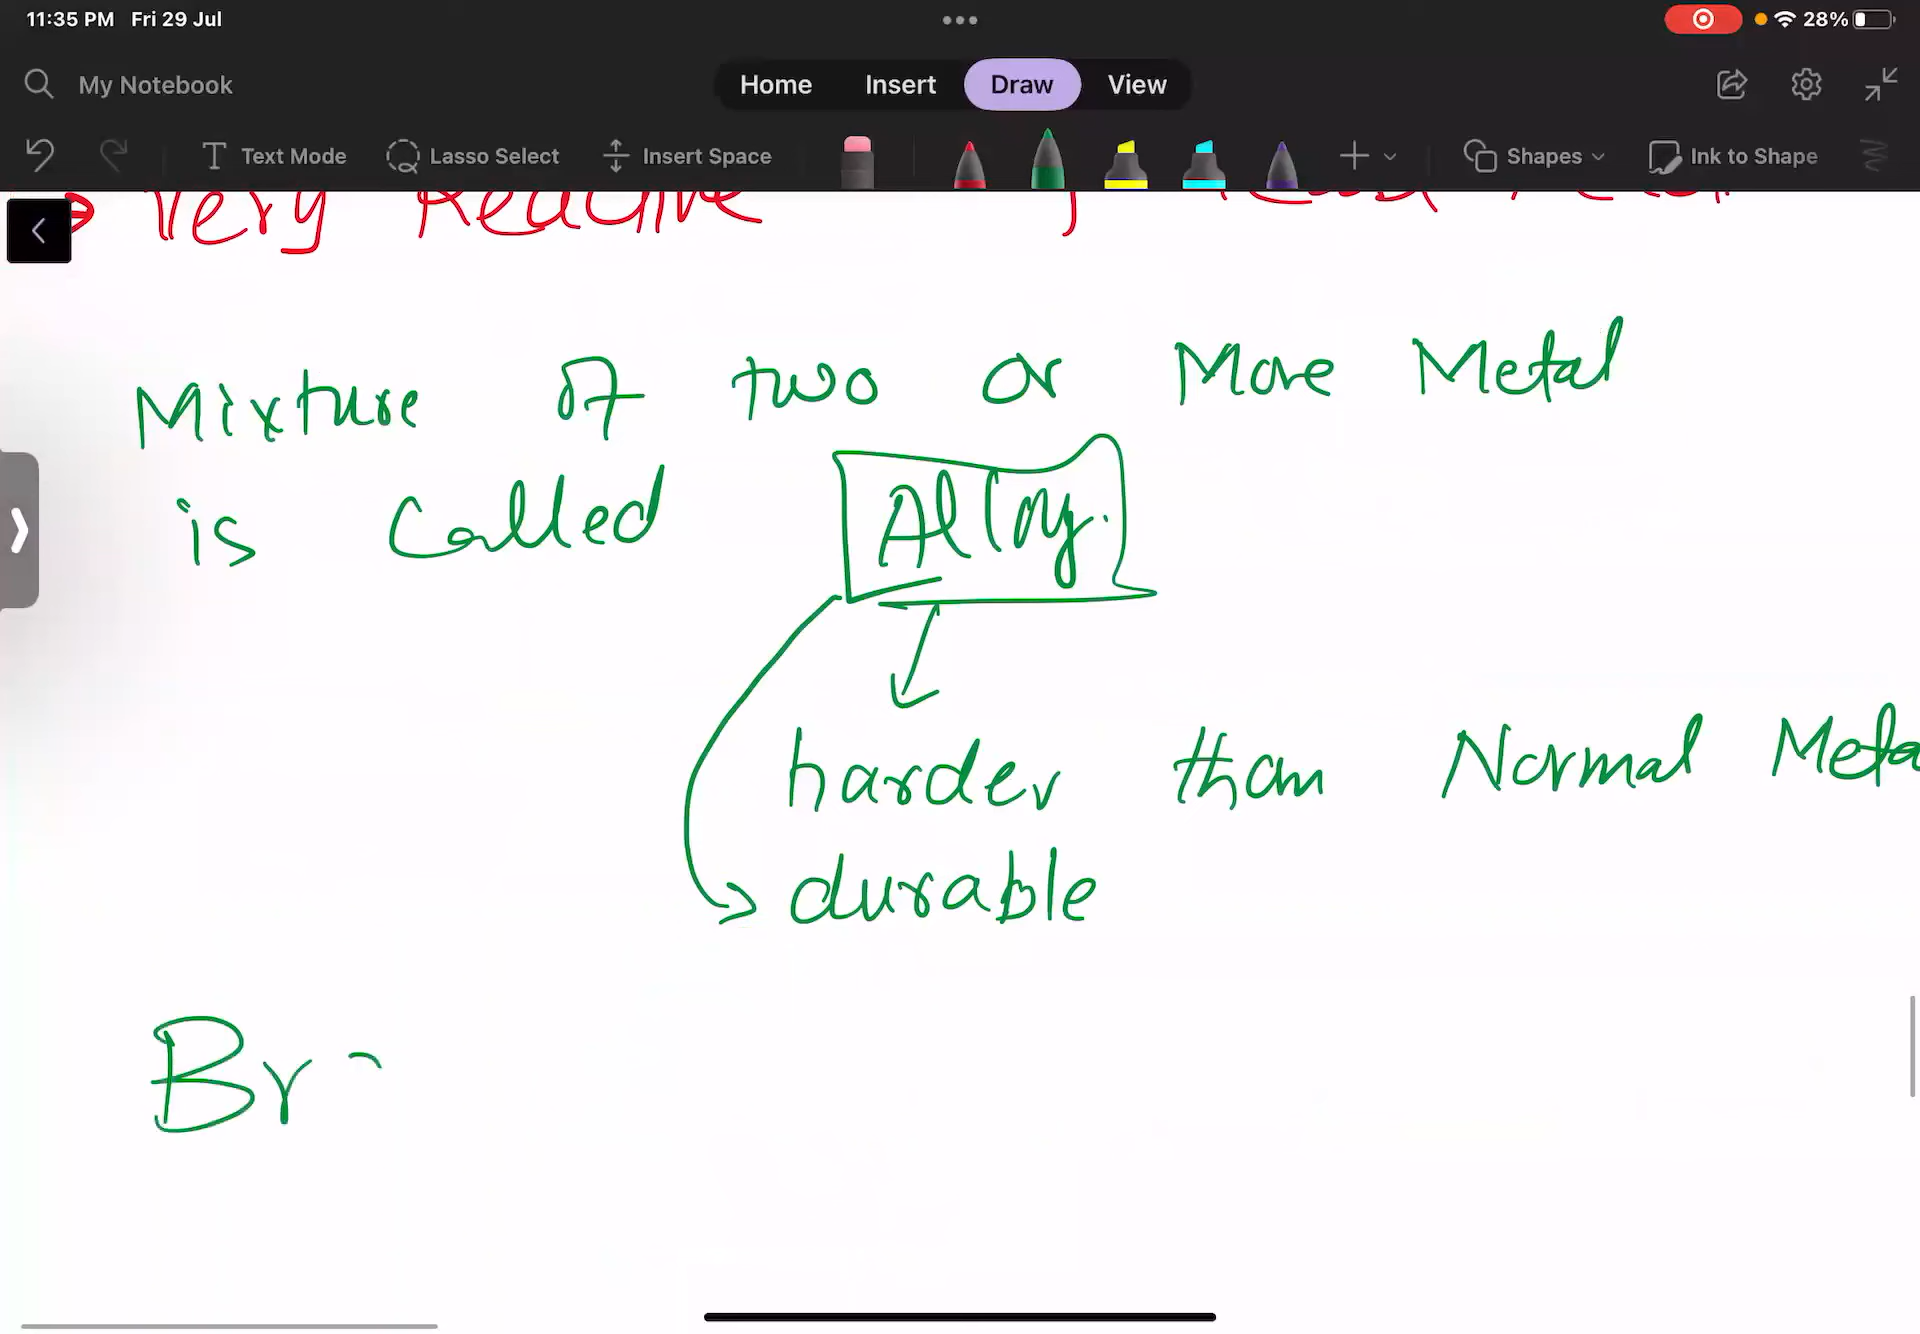 11:35 PM Fri 29 Jul
28%
My Notebook
Home Insert Draw View
Text Mode Lasso Select Insert Space Shapes Ink to Shape
Very Reactive
Mixture of two or More Metal
is Called Alloy.
harder than Normal Meta
durable
Br